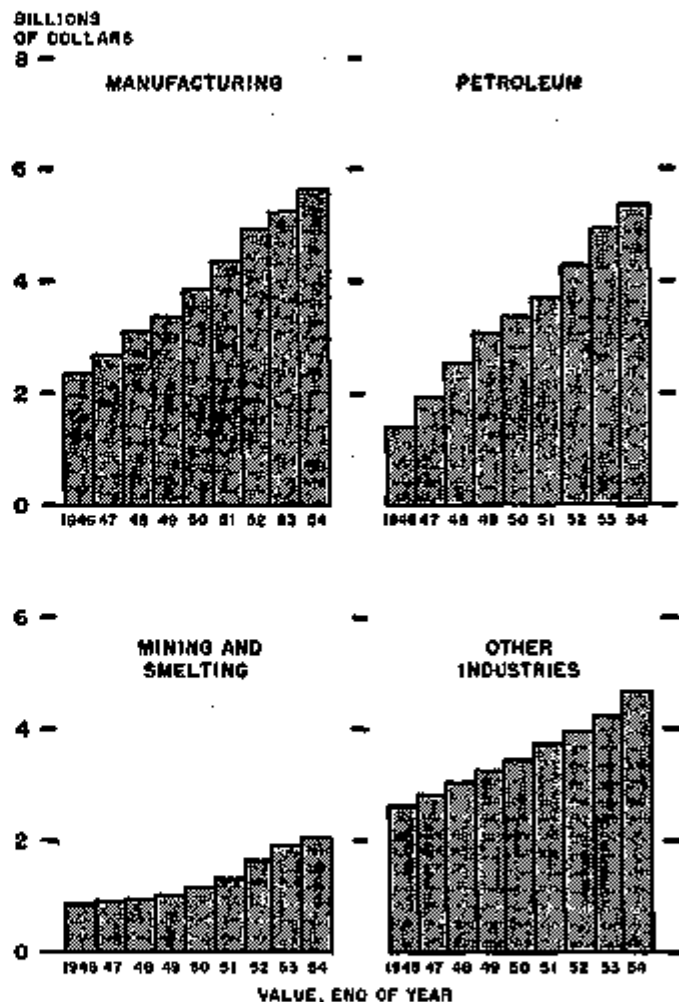 BILLIONS
OF DOLLARS
8
MANUFACTURING
PETROLEUM
6
4
2
0
1946 47 48 49 50 51 52 53 54
1946 47 48 49 50 51 52 53 54
6
MINING AND
SMELTING
OTHER
INDUSTRIES
4
2
0
1946 47 48 49 50 51 52 53 54
1946 47 48 49 50 51 52 53 54
VALUE, END OF YEAR